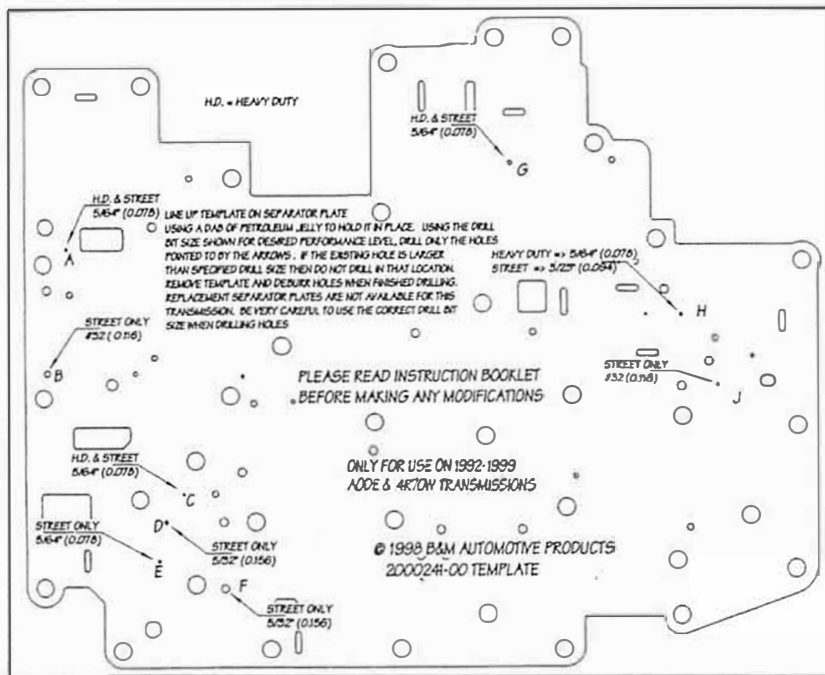 H.D. = HEAVY DUTY
H.D. & STREET
5/64" (0.078)
G
H.D. & STREET
5/64" (0.078)
A
LINE UP TEMPLATE ON SEPARATOR PLATE
USING A DAB OF PETROLEUM JELLY TO HOLD IT IN PLACE. USING THE DRILL
BIT SIZE SHOWN FOR DESIRED PERFORMANCE LEVEL, DRILL ONLY THE HOLES
POINTED TO BY THE ARROWS. IF THE EXISTING HOLE IS LARGER
THAN SPECIFIED DRILL SIZE THEN DO NOT DRILL IN THAT LOCATION.
REMOVE TEMPLATE AND DEBURR HOLES WHEN FINISHED DRILLING.
REPLACEMENT SEPARATOR PLATES ARE NOT AVAILABLE FOR THIS
TRANSMISSION. BE VERY CAREFUL TO USE THE CORRECT DRILL BIT
SIZE WHEN DRILLING HOLES
HEAVY DUTY => 5/64" (0.078)
STREET =>
H
STREET ONLY
#32 (0.116)
B
STREET ONLY
#32 (0.116)
J
PLEASE READ INSTRUCTION BOOKLET
BEFORE MAKING ANY MODIFICATIONS
H.D. & STREET
5/64" (0.078)
C
ONLY FOR USE ON 1992-1999
AODE & 4R70W TRANSMISSIONS
STREET ONLY
5/64" (0.078)
D
E
STREET ONLY
5/32" (0.156)
F
STREET ONLY
5/32" (0.156)
© 1998 B&M AUTOMOTIVE PRODUCTS
2000244-00 TEMPLATE